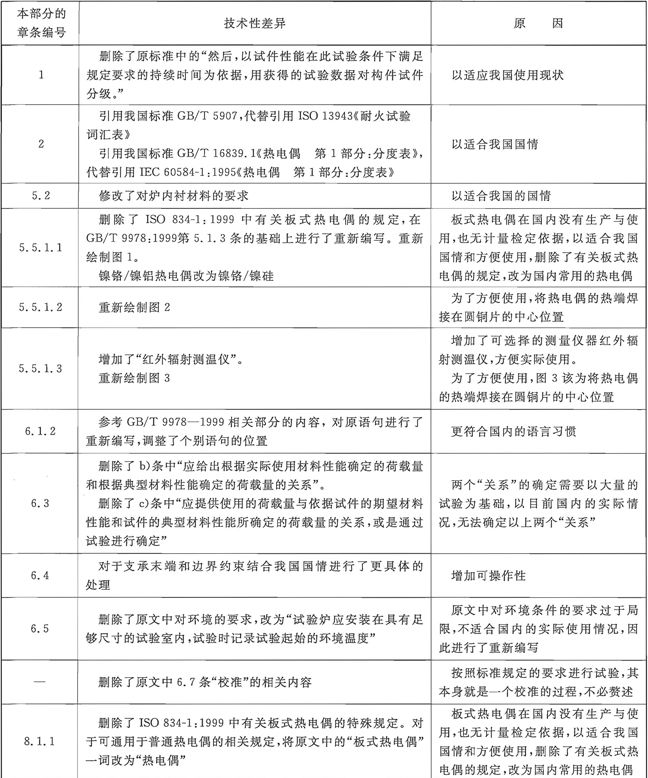 本部分的
章条编号
技术性差异
原 因
1
删除了原标准中的“然后,以试件性能在此试验条件下满足
规定要求的持续时间为依据,用获得的试验数据对构件试件
分级。”
以适应我国使用现状
2
引用我国标准 GB/T 5907,代替引用 ISO 13943《耐火试验
词汇表》
引用我国标准 GB/T 16839.1《热电偶 第 1 部分:分度表》,
代替引用 IEC 60584-1:1995《热电偶 第 1 部分:分度表》
以适合我国国情
5.2
修改了对炉内衬材料的要求
以适合我国的国情
5.5.1.1
删除了 ISO 834-1:1999 中有关板式热电偶的规定,在
GB/T 9978:1999第 5.1.3 条的基础上进行了重新编写。重新
绘制图 1。
镍铬/镍铝热电偶改为镍铬/镍硅
板式热电偶在国内没有生产与使
用,也无计量检定依据,以适合我国
国情和方便使用,删除了有关板式热
电偶的规定,改为国内常用的热电偶
5.5.1.2
重新绘制图 2
为了方便使用,将热电偶的热端焊
接在圆铜片的中心位置
5.5.1.3
增加了“红外辐射测温仪”。
重新绘制图 3
增加了可选择的测量仪器红外辐
射测温仪,方便实际使用。
为了方便使用,图 3 该为将热电偶
的热端焊接在圆铜片的中心位置
6.1.2
参考 GB/T 9978—1999 相关部分的内容,对原语句进行了
重新编写,调整了个别语句的位置
更符合国内的语言习惯
6.3
删除了 b)条中“应给出根据实际使用材料性能确定的荷载量
和根据典型材料性能确定的荷载量的关系”。
删除了 c)条中“应提供使用的荷载量与依据试件的期望材料
性能和试件的典型材料性能所确定的荷载量的关系,或是通过
试验进行确定”
两个“关系”的确定需要以大量的
试验为基础,以目前国内的实际情
况,无法确定以上两个“关系”
6.4
对于支承末端和边界约束结合我国国情进行了更具体的
处理
增加可操作性
6.5
删除了原文中对环境的要求,改为“试验炉应安装在具有足
够尺寸的试验室内,试验时记录试验起始的环境温度”
原文中对环境条件的要求过于局
限,不适合国内的实际使用情况,因
此进行了重新编写
—
删除了原文中 6.7 条“校准”的相关内容
按照标准规定的要求进行试验,其
本身就是一个校准的过程,不必赘述
8.1.1
删除了 ISO 834-1:1999 中有关板式热电偶的特殊规定。对
于可通用于普通热电偶的相关规定,将原文中的“板式热电偶”
一词改为“热电偶”
板式热电偶在国内没有生产与使
用,也无计量检定依据,以适合我国
国情和方便使用,删除了有关板式热
电偶的规定,改为国内常用的热电偶